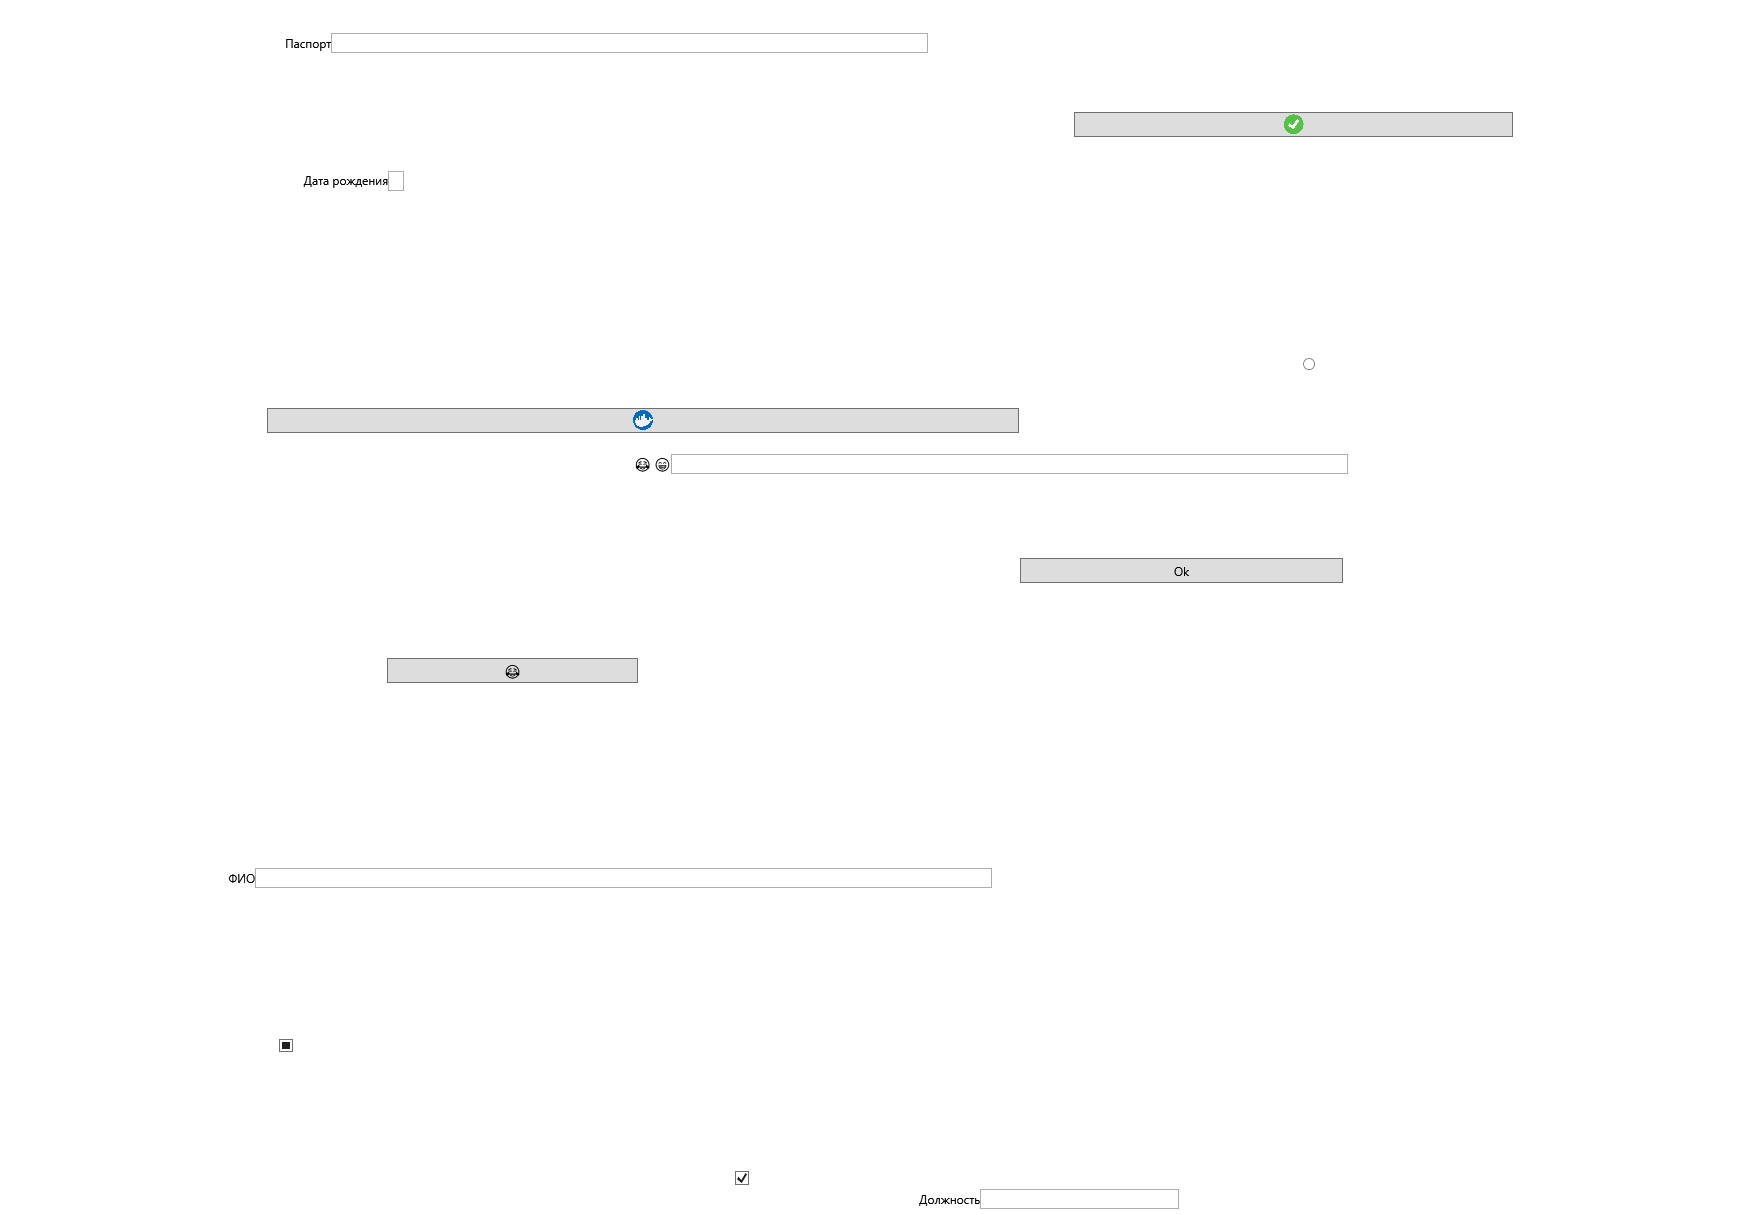 Паспорт
Дата рождения
😂 😁
Ok
😂
ФИО
Должность